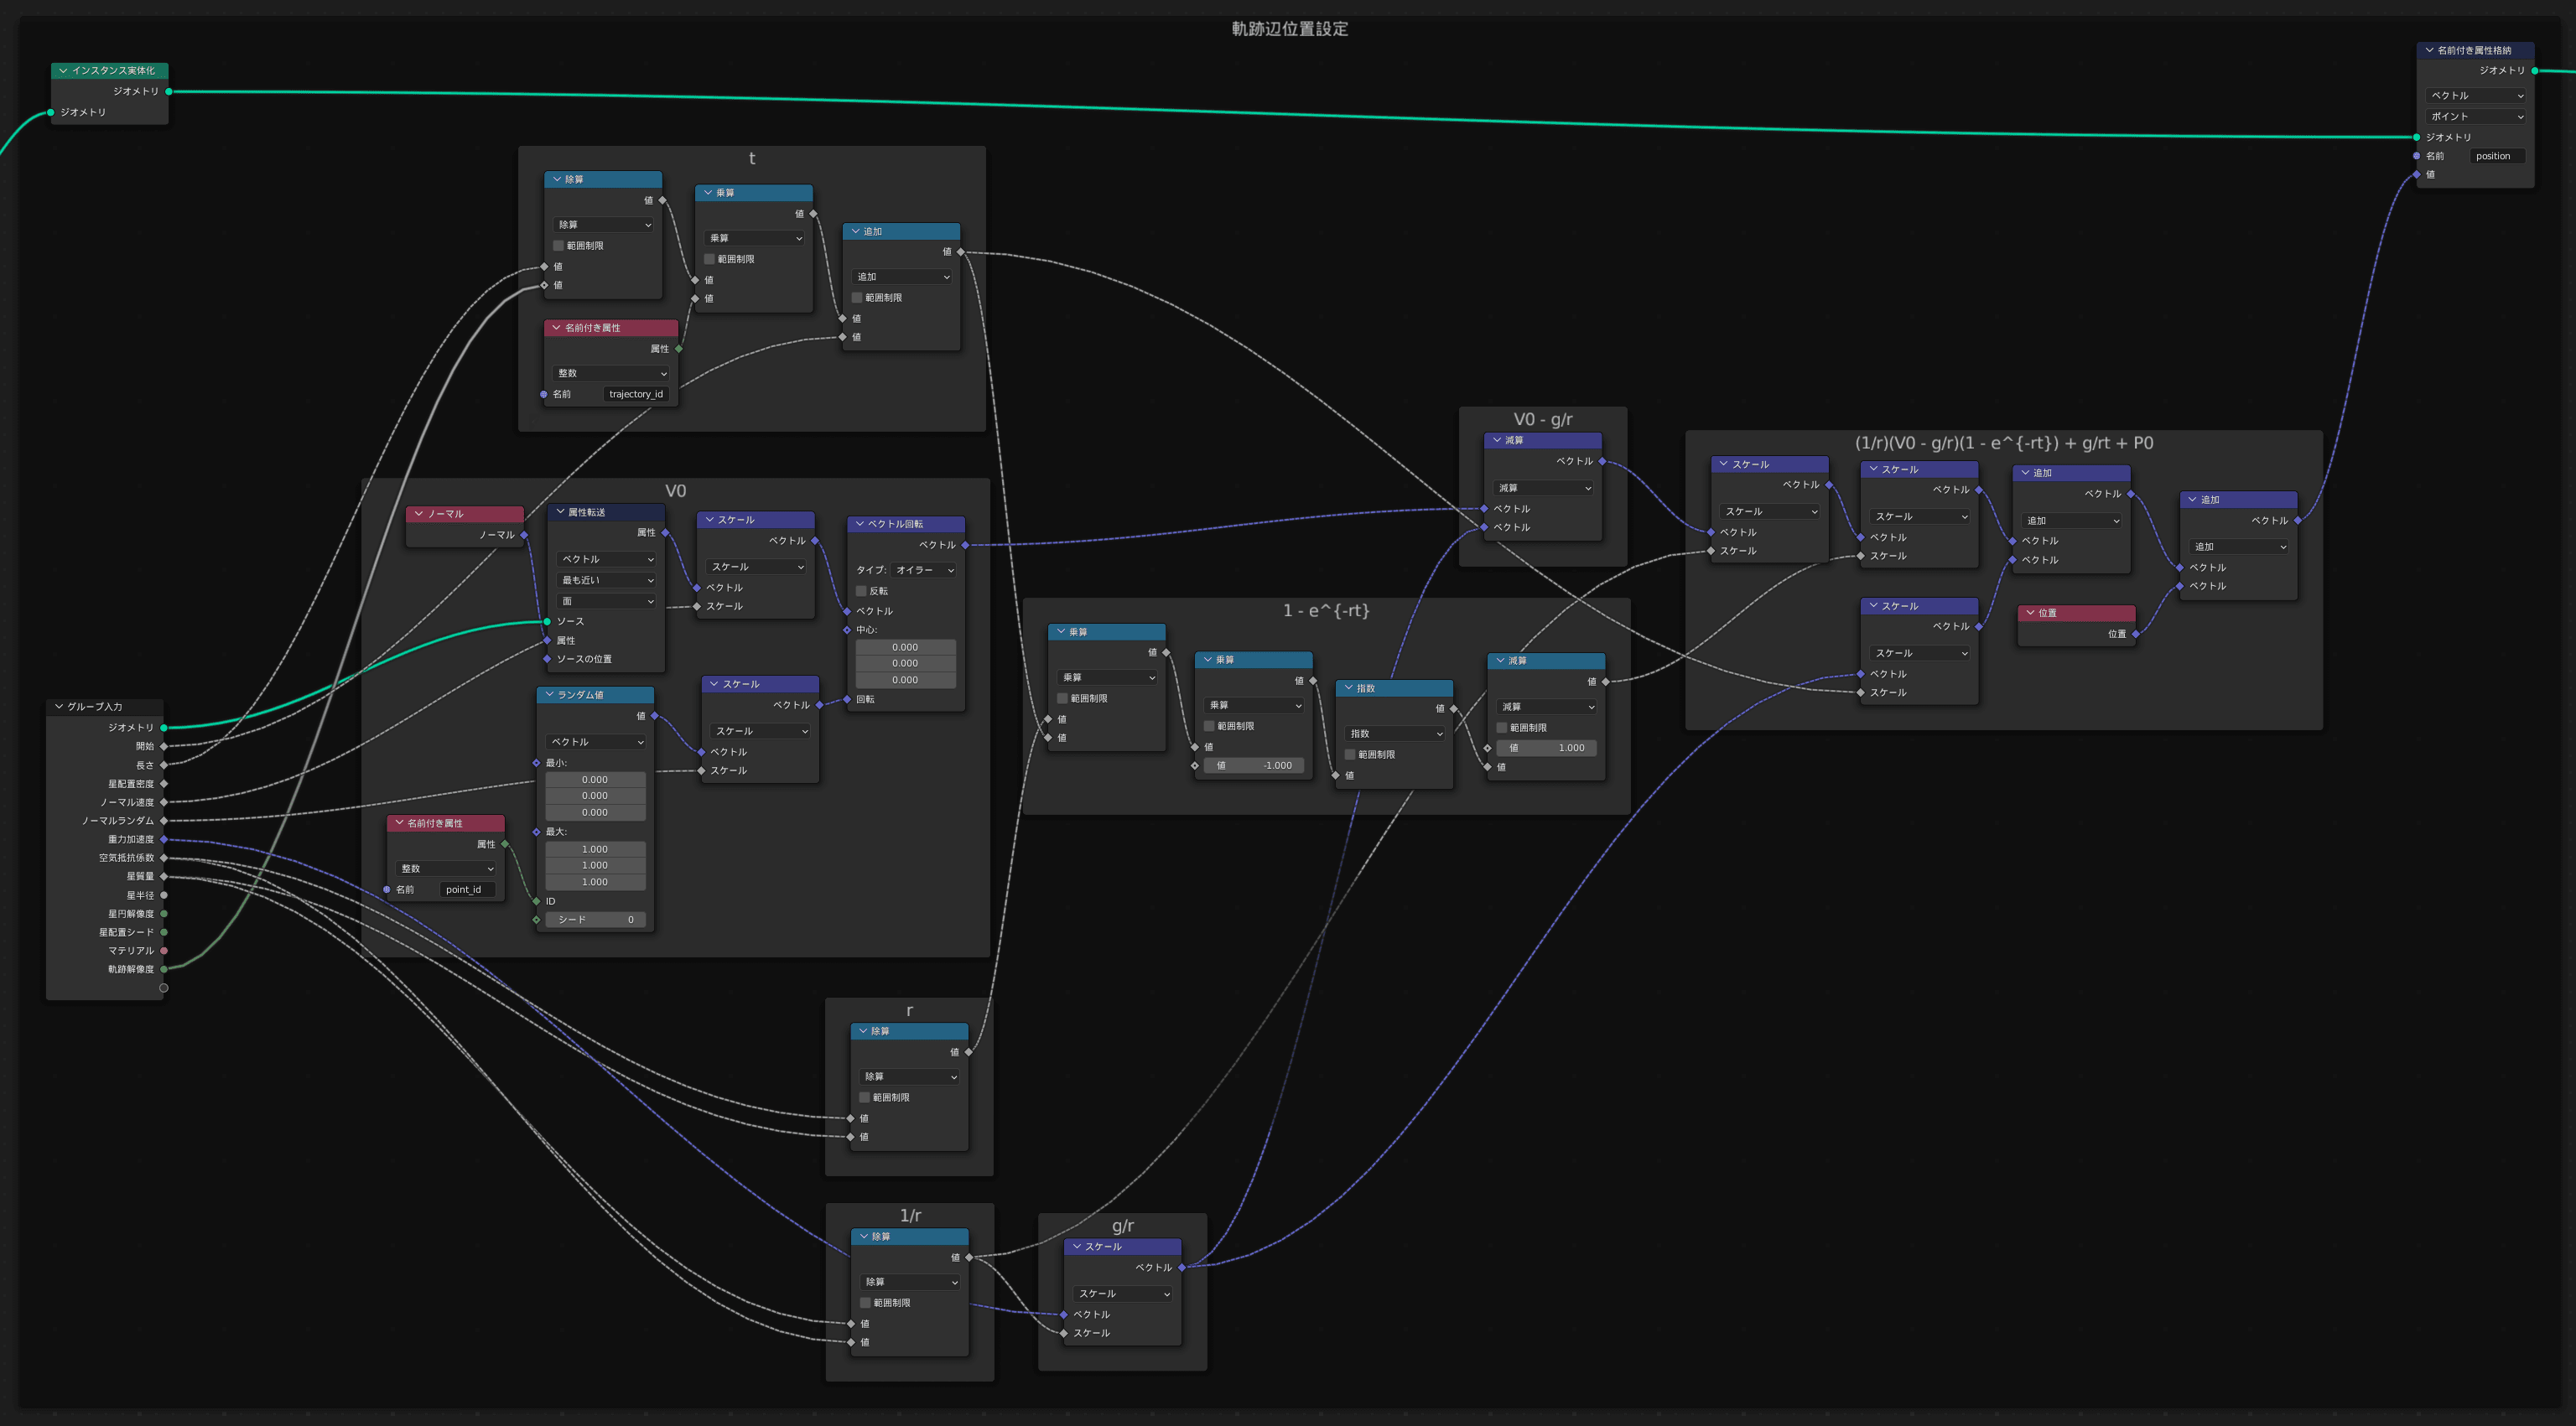 軌跡辺位置設定
インスタンス実体化
ジオメトリ
ジオメトリ
名前付き属性格納
ジオメトリ
ベクトル
ポイント
ジオメトリ
名前 position
値
t
除算
値
除算
範囲制限
値
値
乗算
値
乗算
範囲制限
値
値
追加
値
追加
範囲制限
値
値
名前付き属性
属性
整数
名前 trajectory_id
V0
ノーマル
ノーマル
属性転送
属性
ベクトル
最も近い
面
ソース
属性
ソースの位置
スケール
ベクトル
スケール
ベクトル
スケール
ベクトル回転
ベクトル
タイプ: オイラー
反転
ベクトル
中心:
0.000
0.000
0.000
回転
ランダム値
値
ベクトル
最小:
0.000
0.000
0.000
最大:
1.000
1.000
1.000
ID
シード 0
スケール
ベクトル
スケール
ベクトル
スケール
名前付き属性
属性
整数
名前 point_id
グループ入力
ジオメトリ
開始
長さ
星配置密度
ノーマル速度
ノーマルランダム
重力加速度
空気抵抗係数
星質量
星半径
星円解像度
星配置シード
マテリアル
軌跡解像度
r
除算
値
除算
範囲制限
値
値
1/r
除算
値
除算
範囲制限
値
値
g/r
スケール
ベクトル
スケール
ベクトル
スケール
1 - e^{-rt}
乗算
値
乗算
範囲制限
値
値
乗算
値
乗算
範囲制限
値
値 -1.000
指数
値
指数
範囲制限
値
減算
値
減算
範囲制限
値 1.000
値
V0 - g/r
減算
ベクトル
減算
ベクトル
ベクトル
(1/r)(V0 - g/r)(1 - e^{-rt}) + g/rt + P0
スケール
ベクトル
スケール
ベクトル
スケール
スケール
ベクトル
スケール
ベクトル
スケール
追加
ベクトル
追加
ベクトル
ベクトル
追加
ベクトル
追加
ベクトル
ベクトル
スケール
ベクトル
スケール
ベクトル
スケール
位置
位置